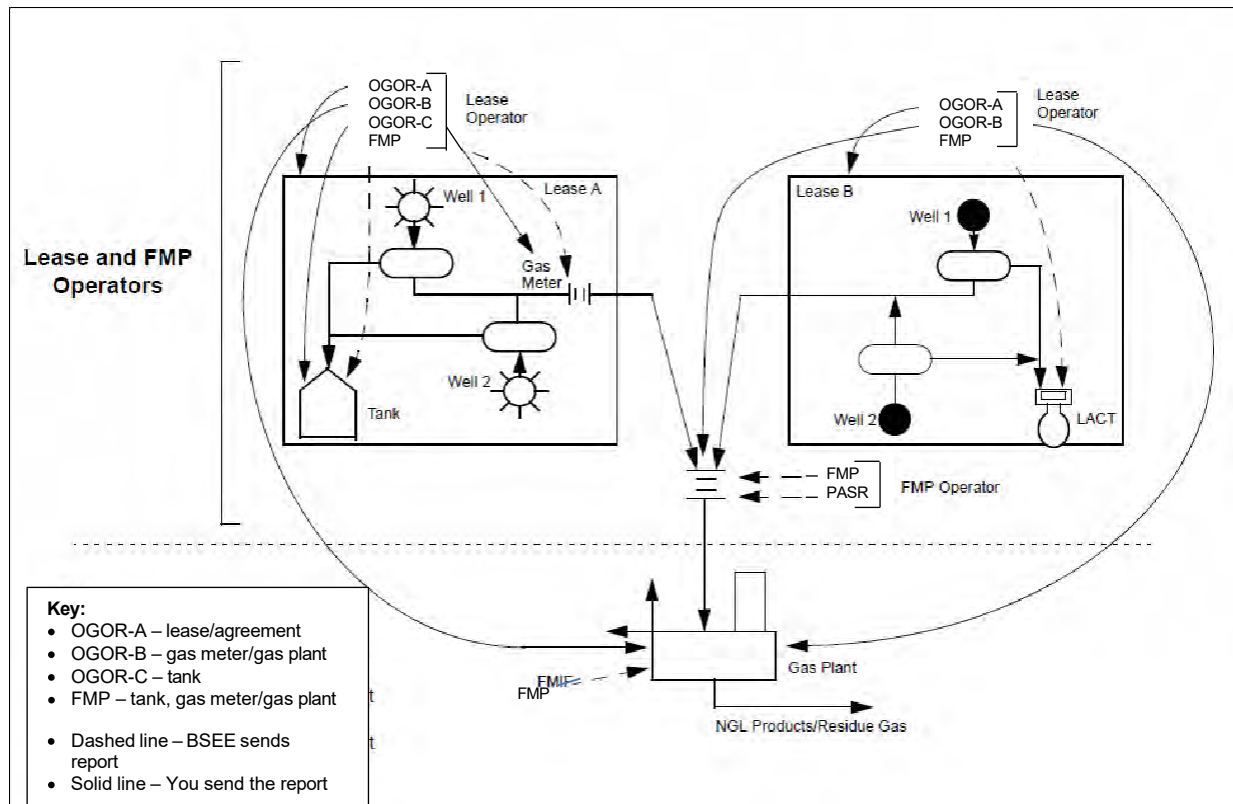 OGOR-A
OGOR-B
OGOR-C
FMP
Lease
Operator
OGOR-A
OGOR-B
FMP
Lease
Operator
Lease and FMP
Operators
Lease A
Well 1
Gas
Meter
Well 2
Tank
Lease B
Well 1
Well 2
LACT
FMP
PASR
FMP Operator
Key:
• OGOR-A – lease/agreement
• OGOR-B – gas meter/gas plant
• OGOR-C – tank
• FMP – tank, gas meter/gas plant
• Dashed line – BSEE sends
report
• Solid line – You send the report
t
t
FMP
Gas Plant
NGL Products/Residue Gas